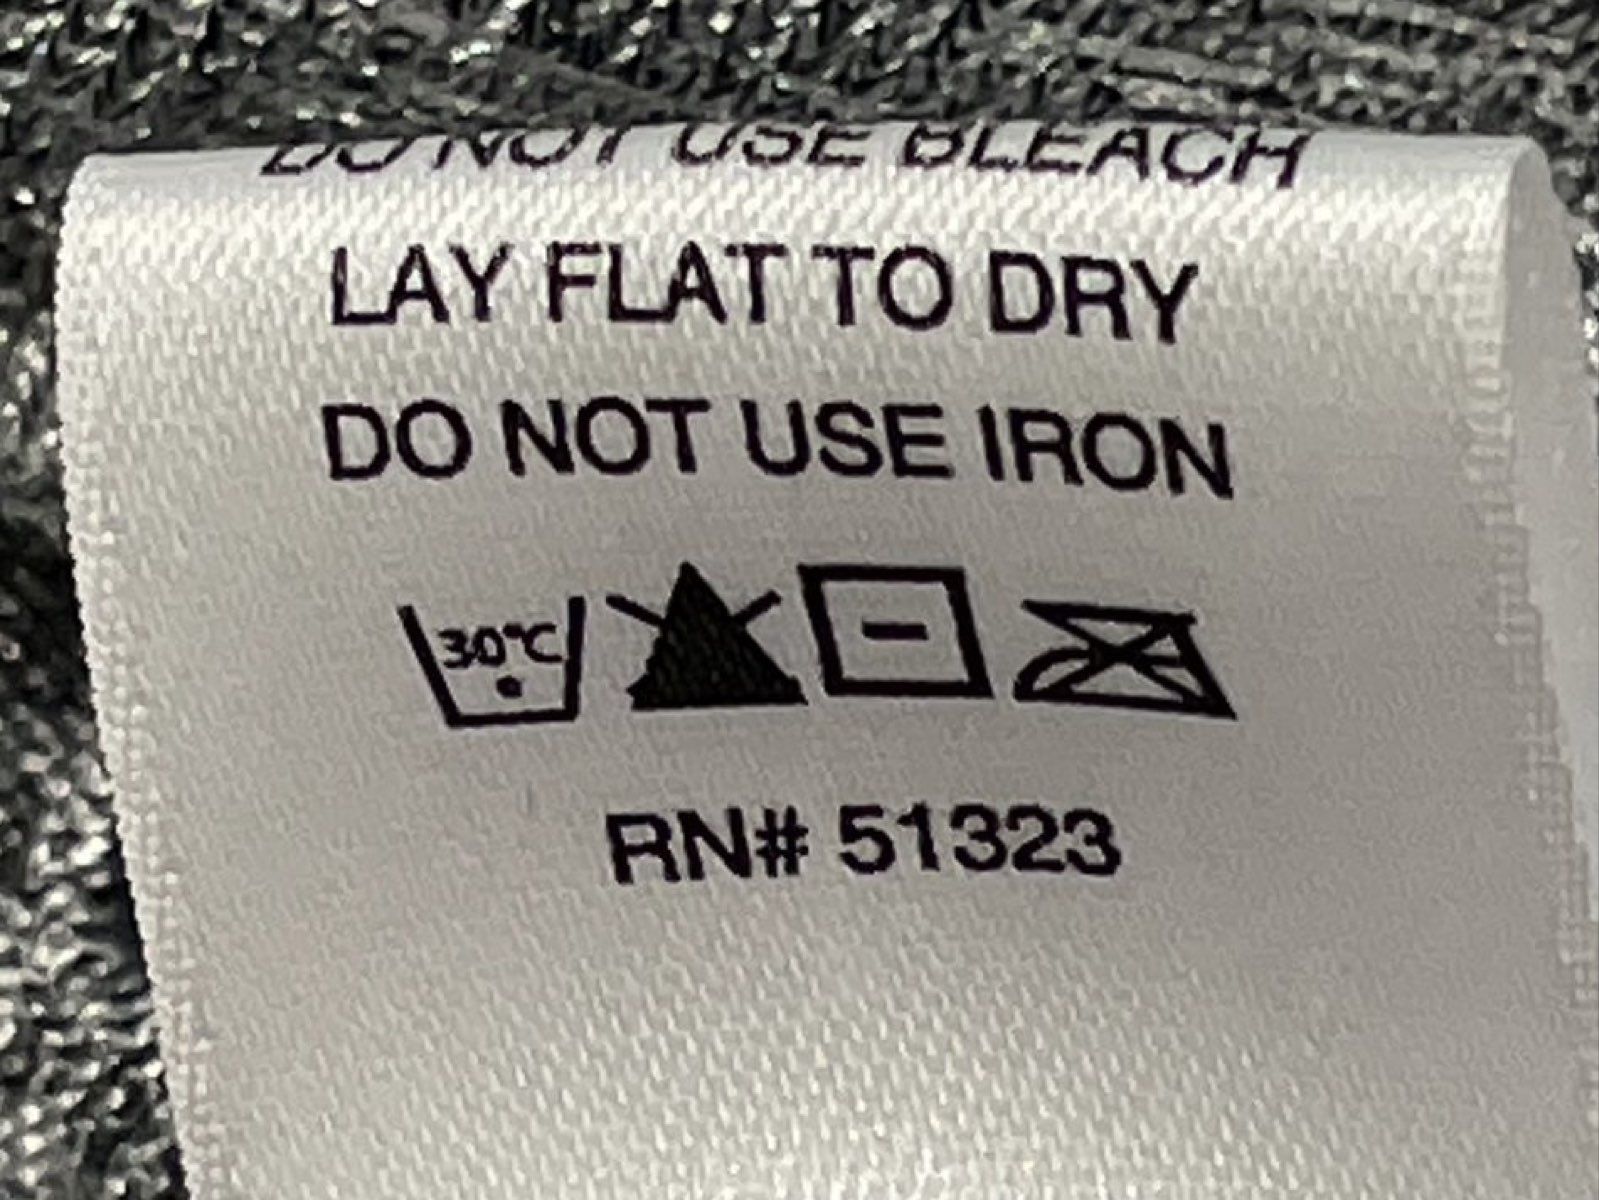 DO NOT USE BLEACH
LAY FLAT TO DRY
DO NOT USE IRON
30°C
RN# 51323